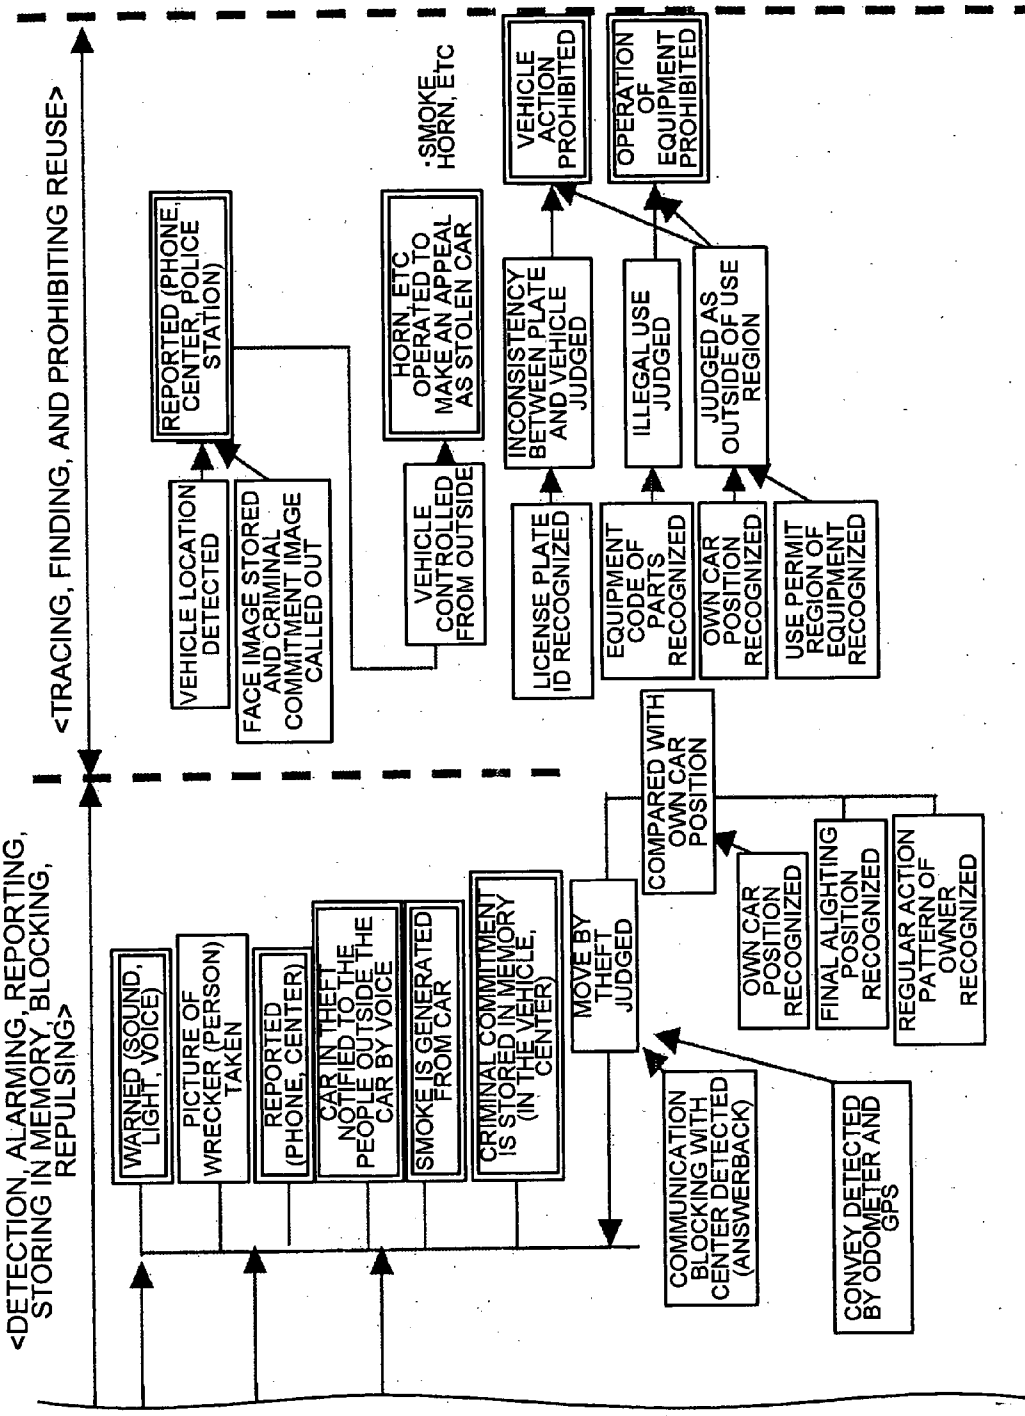 <DETECTION, ALARMING, REPORTING,
STORING IN MEMORY, BLOCKING,
REPULSING>
<TRACING, FINDING, AND PROHIBITING REUSE>
WARNED (SOUND,
LIGHT, VOICE)
PICTURE OF
WRECKER (PERSON)
TAKEN
REPORTED
(PHONE, CENTER)
CAR IN THEFT
NOTIFIED TO THE
PEOPLE OUTSIDE THE
CAR BY VOICE
SMOKE IS GENERATED
FROM CAR
CRIMINAL COMMITMENT
IS STORED IN MEMORY
(IN THE VEHICLE,
CENTER)
MOVE BY
THEFT
JUDGED
COMMUNICATION
BLOCKING WITH
CENTER DETECTED
(ANSWERBACK)
CONVEY DETECTED
BY ODOMETER AND
GPS
COMPARED WITH
OWN CAR
POSITION
OWN CAR
POSITION
RECOGNIZED
FINAL ALIGHTING
POSITION
RECOGNIZED
REGULAR ACTION
PATTERN OF
OWNER
RECOGNIZED
VEHICLE LOCATION
DETECTED
FACE IMAGE STORED
AND CRIMINAL
COMMITMENT IMAGE
CALLED OUT
REPORTED (PHONE,
CENTER, POLICE
STATION)
VEHICLE
CONTROLLED
FROM OUTSIDE
HORN, ETC
OPERATED TO
MAKE AN APPEAL
AS STOLEN CAR
·SMOKE,
HORN, ETC
LICENSE PLATE
ID RECOGNIZED
INCONSISTENCY
BETWEEN PLATE
AND VEHICLE
JUDGED
VEHICLE
ACTION
PROHIBITED
EQUIPMENT
CODE OF
PARTS
RECOGNIZED
ILLEGAL USE
JUDGED
OPERATION
OF
EQUIPMENT
PROHIBITED
OWN CAR
POSITION
RECOGNIZED
JUDGED AS
OUTSIDE OF USE
REGION
USE PERMIT
REGION OF
EQUIPMENT
RECOGNIZED